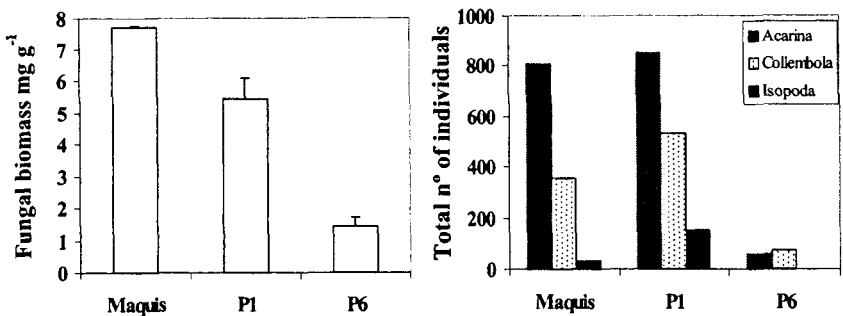 Fungal biomass mg g⁻¹
8
7
6
5
4
3
2
1
0
Maquis P1 P6
Total nº of individuals
1000
800
600
400
200
0
Acarina
Collembola
Isopoda
Maquis P1 P6